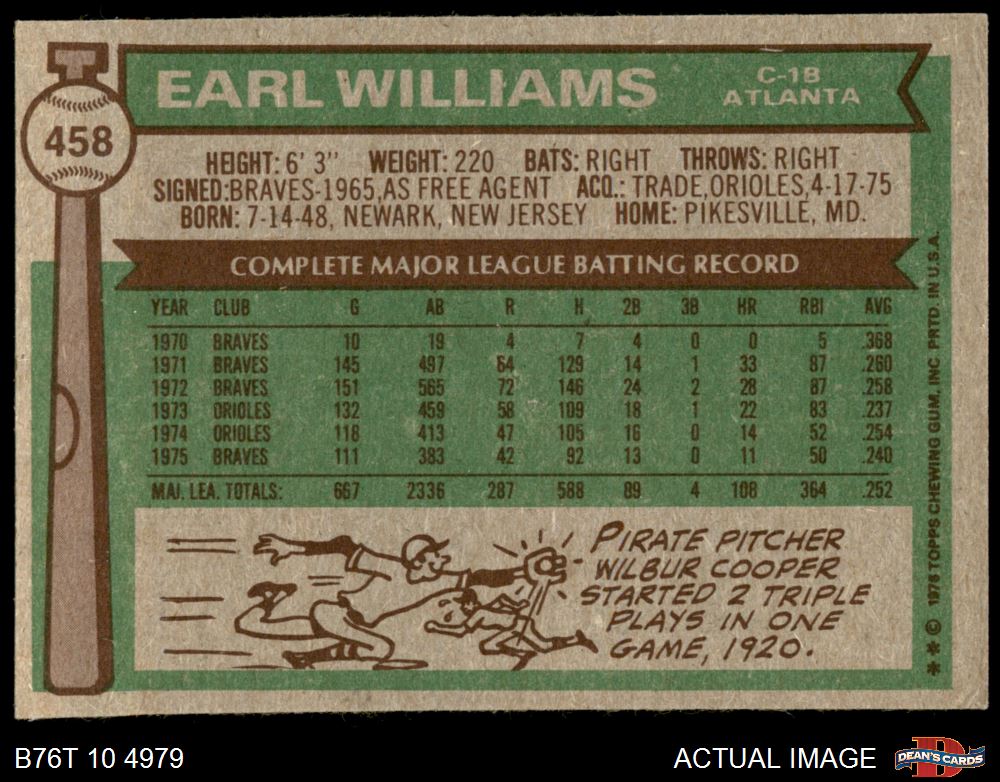 458
EARL WILLIAMS
C-1B
ATLANTA
HEIGHT: 6' 3" WEIGHT: 220 BATS: RIGHT THROWS: RIGHT
SIGNED: BRAVES-1965, AS FREE AGENT ACQ.: TRADE, ORIOLES, 4-17-75
BORN: 7-14-48, NEWARK, NEW JERSEY HOME: PIKESVILLE, MD.
COMPLETE MAJOR LEAGUE BATTING RECORD
YEAR CLUB G AB R H 2B 3B HR RBI AVG
1970 BRAVES 10 19 4 7 4 0 0 5 .368
1971 BRAVES 145 497 64 129 14 1 33 87 .260
1972 BRAVES 151 565 72 146 24 2 28 87 .258
1973 ORIOLES 132 459 58 109 18 1 22 83 .237
1974 ORIOLES 118 413 47 105 16 0 14 52 .254
1975 BRAVES 111 383 42 92 13 0 11 50 .240
MAJ. LEA. TOTALS: 667 2336 287 588 89 4 108 364 .252
PIRATE PITCHER
WILBUR COOPER
STARTED 2 TRIPLE
PLAYS IN ONE
GAME, 1920.
** © 1976 TOPPS CHEWING GUM, INC. PRTD. IN U.S.A.
B76T 10 4979
ACTUAL IMAGE
DEAN'S CARDS